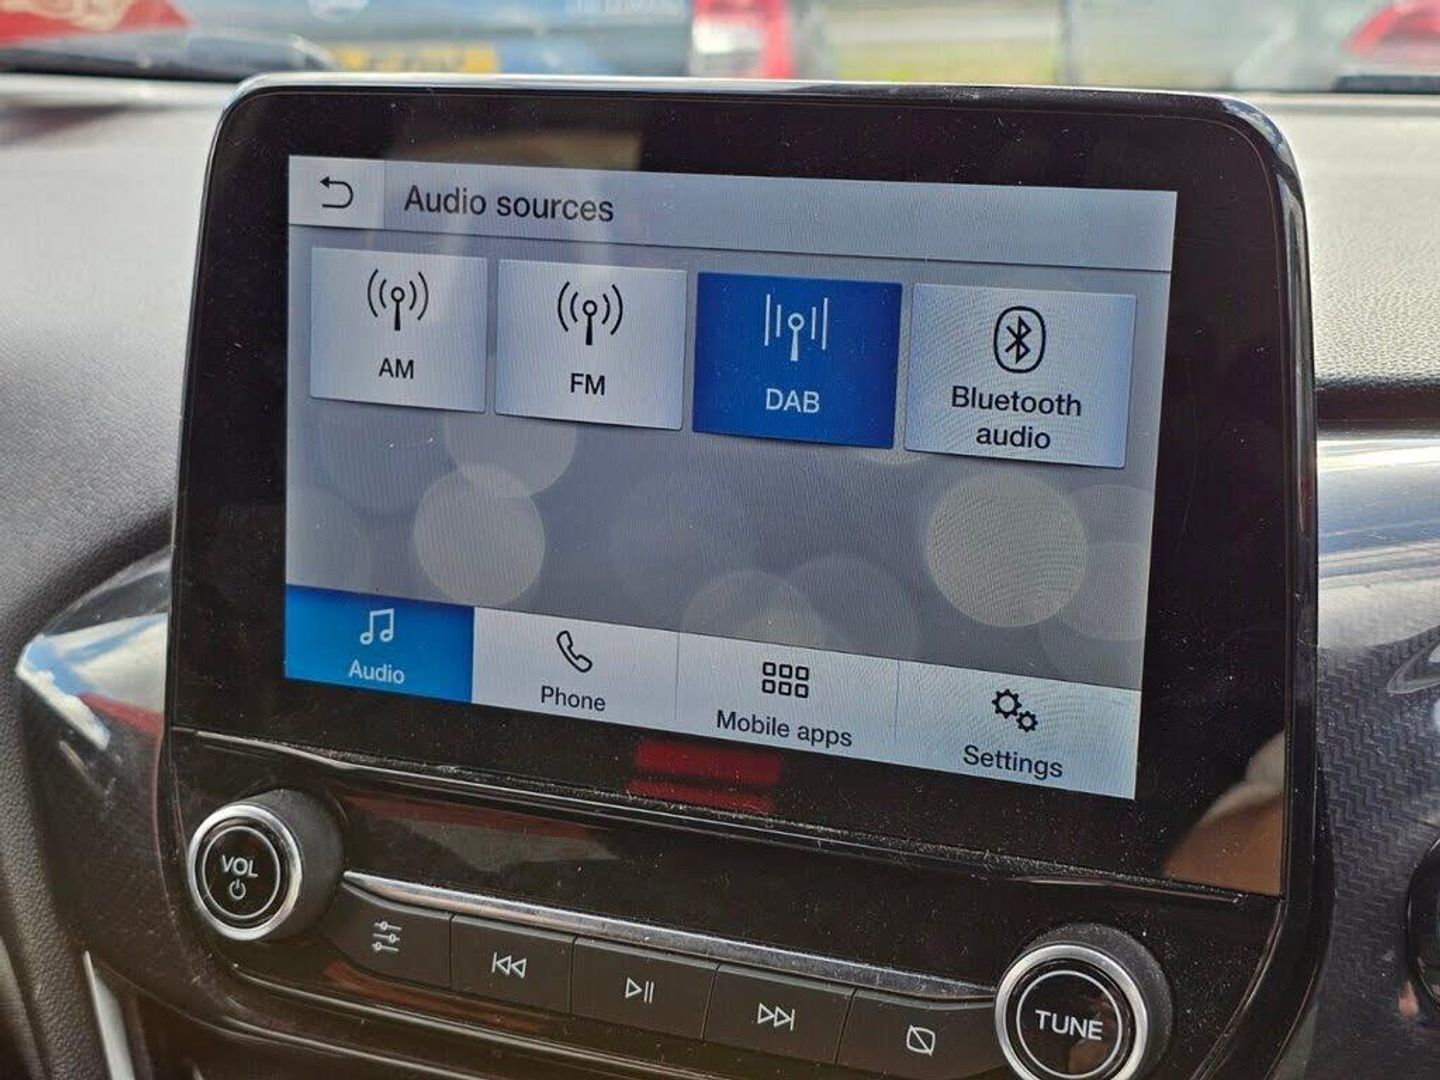 Audio sources
AM
FM
DAB
Bluetooth
audio
Audio
Phone
Mobile apps
Settings
VOL
TUNE